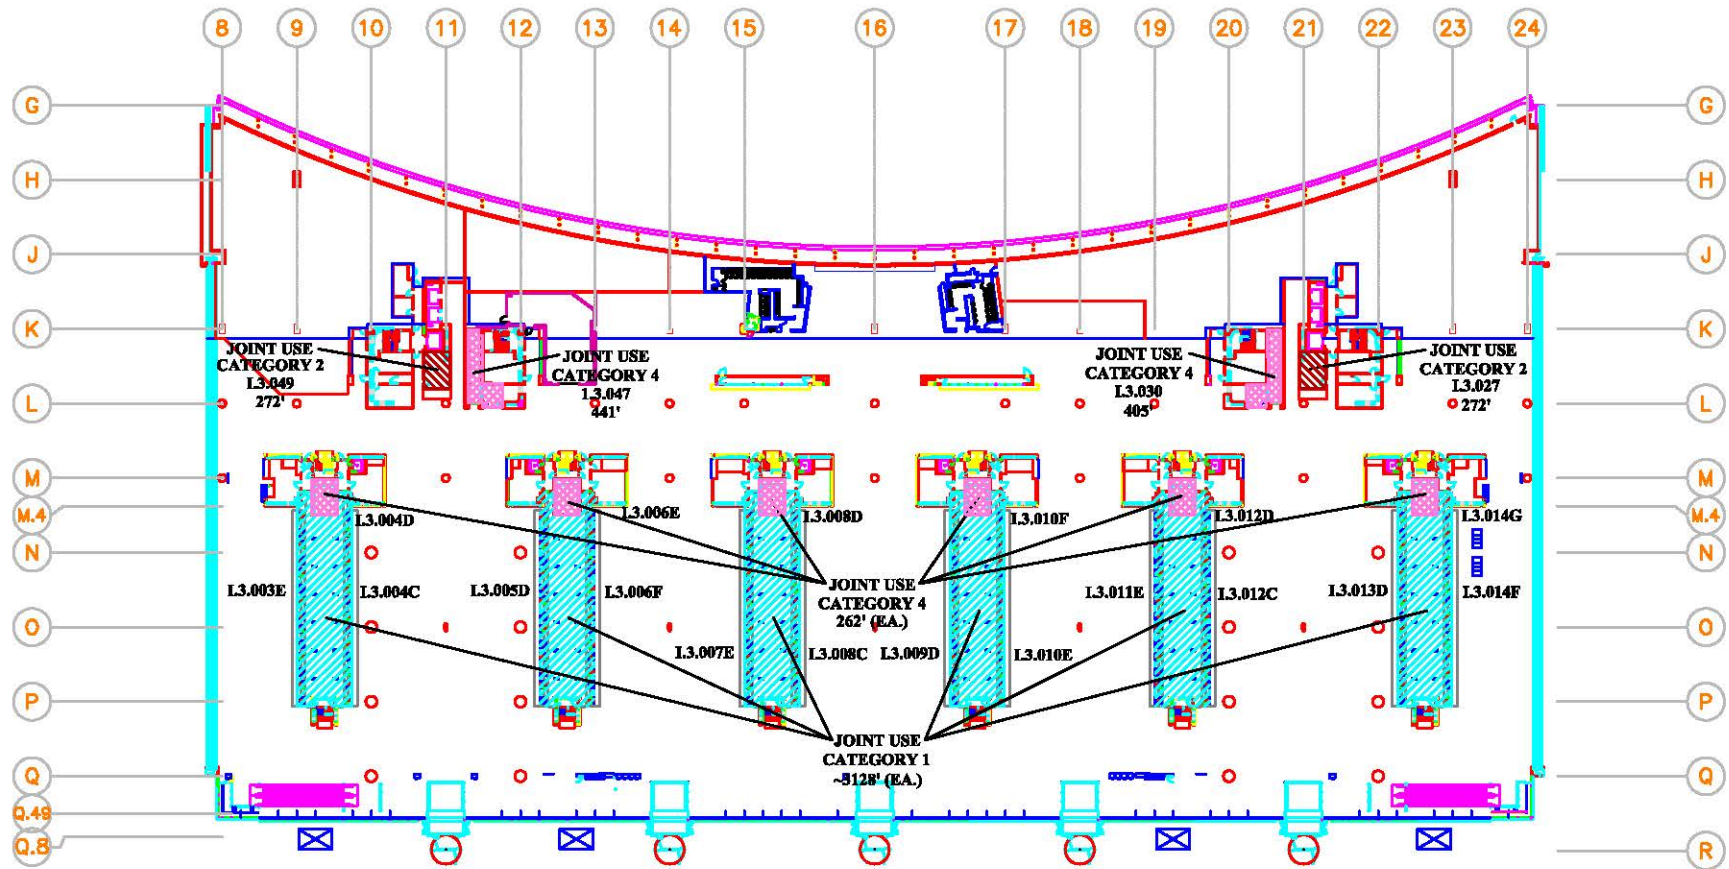 8 9 10 11 12 13 14 15 16 17 18 19 20 21 22 23 24
G G
H H
J J
K K
JOINT USE
CATEGORY 2
L3.049
272'
JOINT USE
CATEGORY 4
L3.047
441'
JOINT USE
CATEGORY 4
L3.030
405'
JOINT USE
CATEGORY 2
L3.027
272'
L L
M M
M.4 M.4
L3.004D L3.006E L3.008D L3.010F L3.012D L3.014G
N N
L3.003E L3.004C L3.005D L3.006F L3.011E L3.012C L3.013D L3.014F
JOINT USE
CATEGORY 4
262' (EA.)
O O
L3.007E L3.008C L3.009D L3.010E
P P
JOINT USE
CATEGORY 1
~3128' (EA.)
Q Q
Q.49
Q.8 R